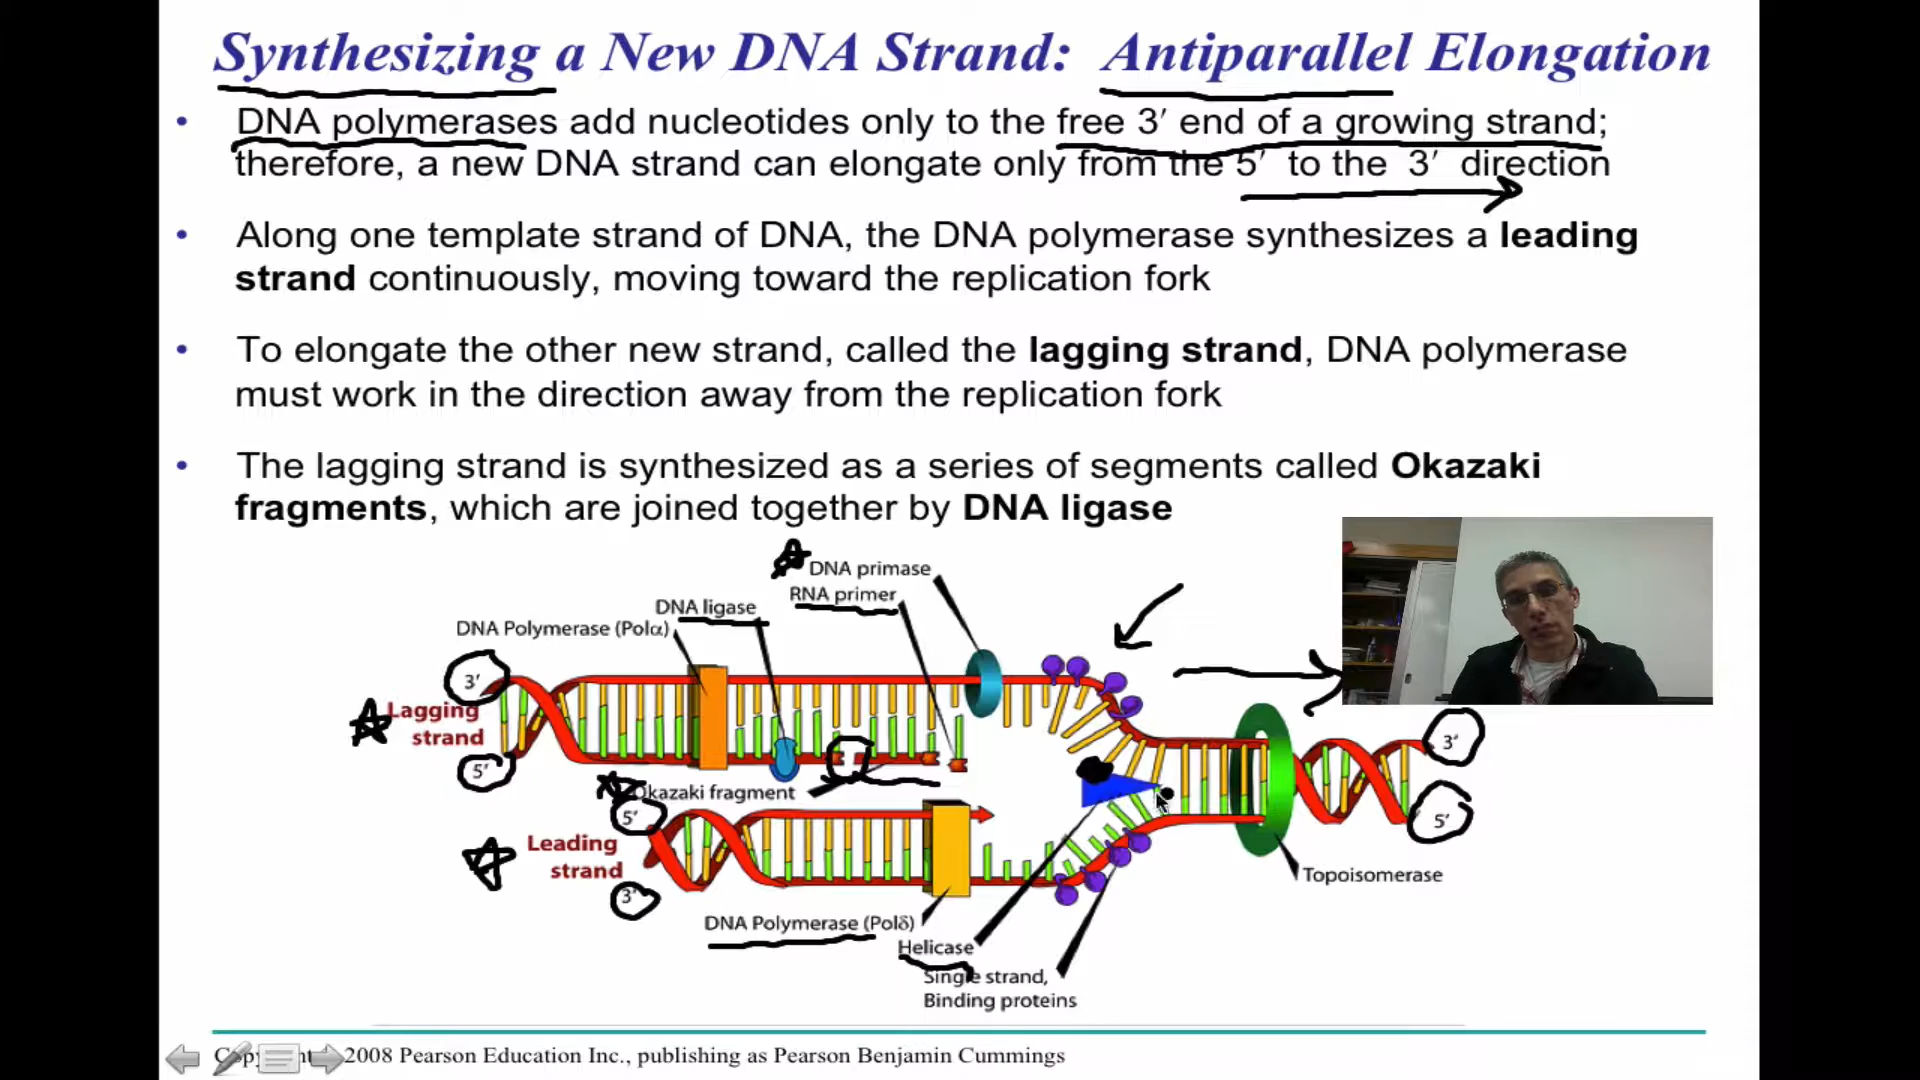 Synthesizing a New DNA Strand: Antiparallel Elongation
• DNA polymerases add nucleotides only to the free 3′ end of a growing strand;
therefore, a new DNA strand can elongate only from the 5′ to the 3′ direction
• Along one template strand of DNA, the DNA polymerase synthesizes a leading
strand continuously, moving toward the replication fork
• To elongate the other new strand, called the lagging strand, DNA polymerase
must work in the direction away from the replication fork
• The lagging strand is synthesized as a series of segments called Okazaki
fragments, which are joined together by DNA ligase
DNA primase
RNA primer
DNA ligase
DNA Polymerase (Polα)
3′
Lagging
strand
5′
3′
5′
Okazaki fragment
5′
Leading
strand
3′
Topoisomerase
DNA Polymerase (Polδ)
Helicase
Single strand,
Binding proteins
2008 Pearson Education Inc., publishing as Pearson Benjamin Cummings